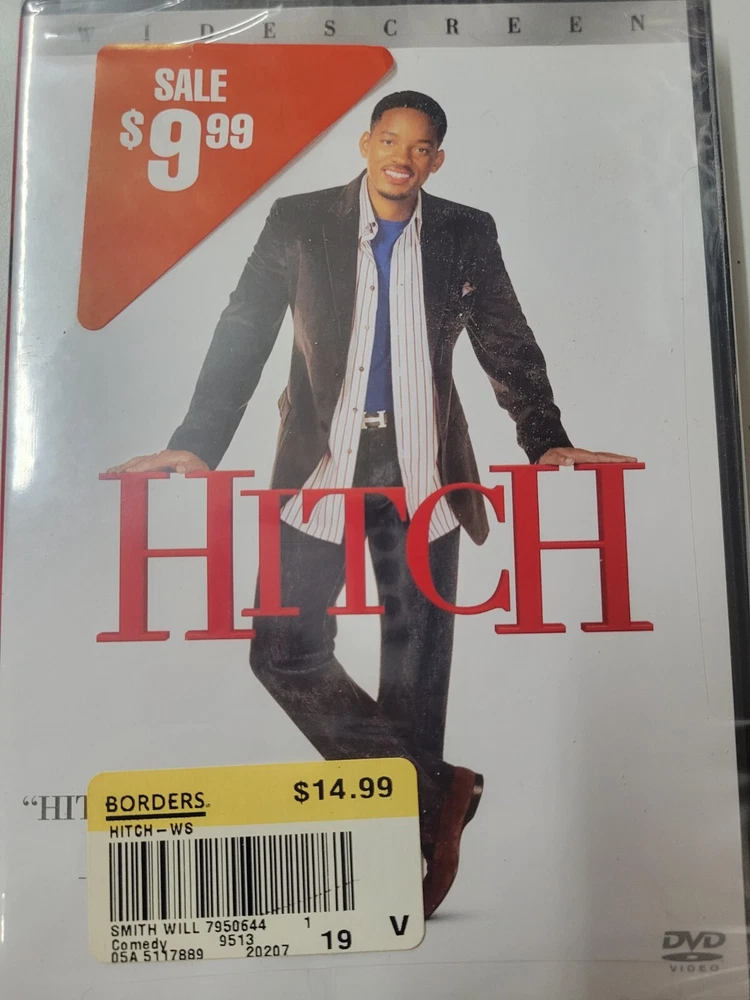 WIDESCREEN
SALE
$9.99
HITCH
"HIT
BORDERS
$14.99
HITCH-WS
SMITH WILL 7950644 1
Comedy 9513
05A 5117889 20207
19 V
DVD
VIDEO